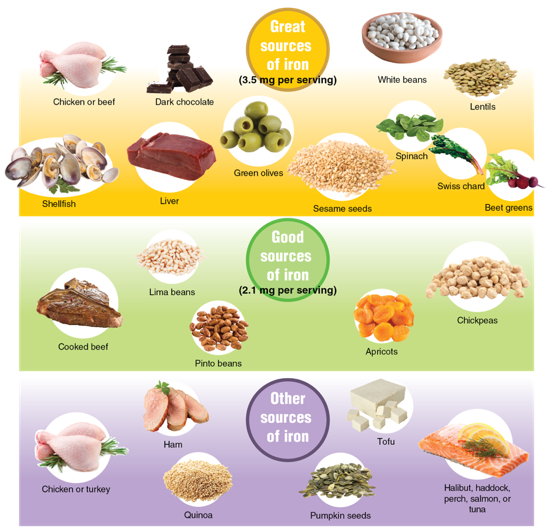 Great
sources
of iron
(3.5 mg per serving)
White beans
Chicken or beef
Dark chocolate
Lentils
Green olives
Spinach
Swiss chard
Shellfish
Liver
Sesame seeds
Beet greens
Good
sources
of iron
(2.1 mg per serving)
Lima beans
Chickpeas
Cooked beef
Pinto beans
Apricots
Other
sources
of iron
Ham
Tofu
Chicken or turkey
Quinoa
Pumpkin seeds
Halibut, haddock,
perch, salmon, or
tuna